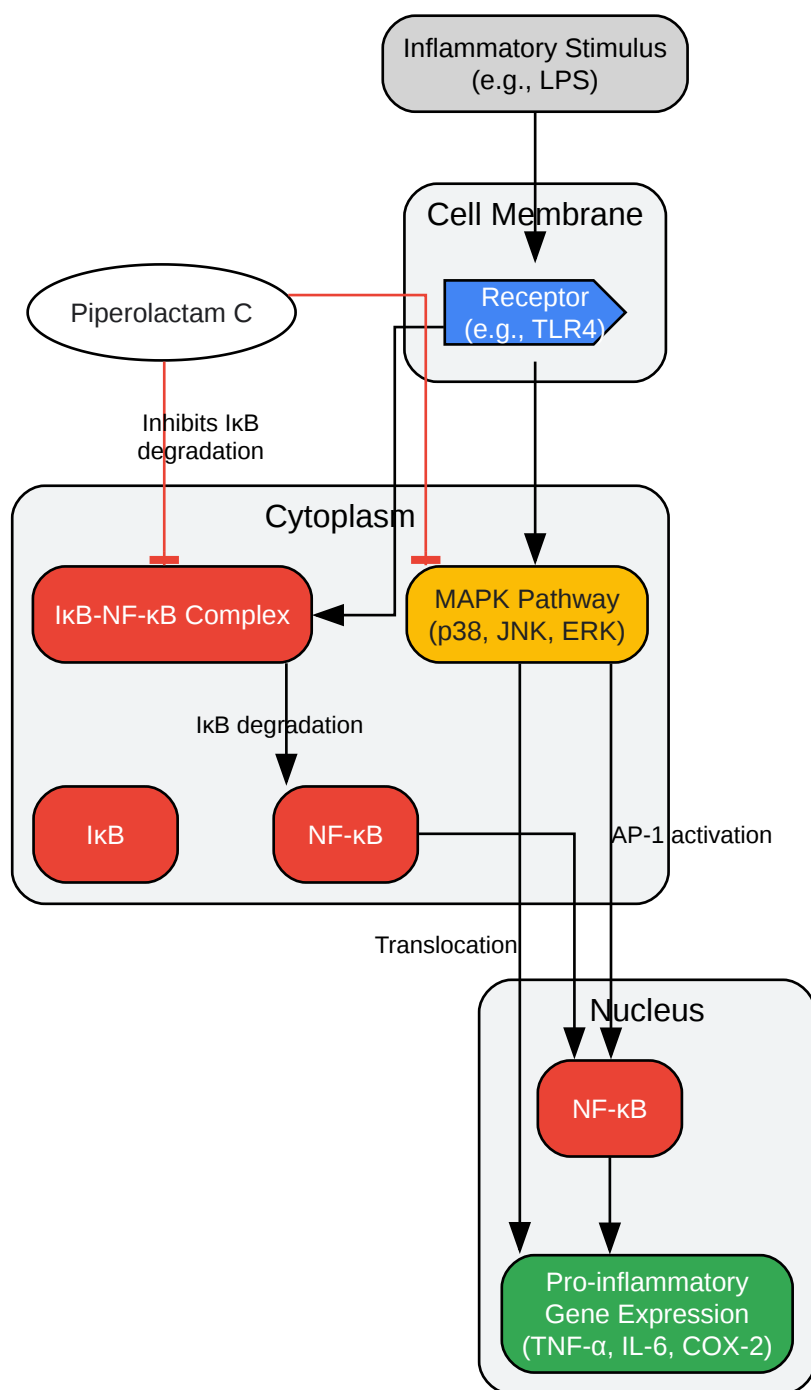 Inflammatory Stimulus
(e.g., LPS)
Cell Membrane
Receptor
(e.g., TLR4)
Piperolactam C
Inhibits IκB
degradation
Cytoplasm
IκB-NF-κB Complex
MAPK Pathway
(p38, JNK, ERK)
IκB degradation
IκB
NF-κB
AP-1 activation
Translocation
Nucleus
NF-κB
Pro-inflammatory
Gene Expression
(TNF-α, IL-6, COX-2)